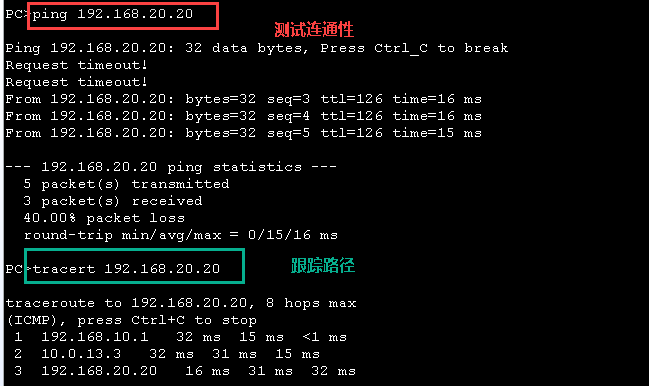 PC>ping 192.168.20.20
测试连通性
Ping 192.168.20.20: 32 data bytes, Press Ctrl_C to break
Request timeout!
Request timeout!
From 192.168.20.20: bytes=32 seq=3 ttl=126 time=16 ms
From 192.168.20.20: bytes=32 seq=4 ttl=126 time=16 ms
From 192.168.20.20: bytes=32 seq=5 ttl=126 time=15 ms
--- 192.168.20.20 ping statistics ---
5 packet(s) transmitted
3 packet(s) received
40.00% packet loss
round-trip min/avg/max = 0/15/16 ms
PC>tracert 192.168.20.20
跟踪路径
traceroute to 192.168.20.20, 8 hops max
(ICMP), press Ctrl+C to stop
1 192.168.10.1 32 ms 15 ms <1 ms
2 10.0.13.3 32 ms 31 ms 15 ms
3 192.168.20.20 16 ms 31 ms 32 ms